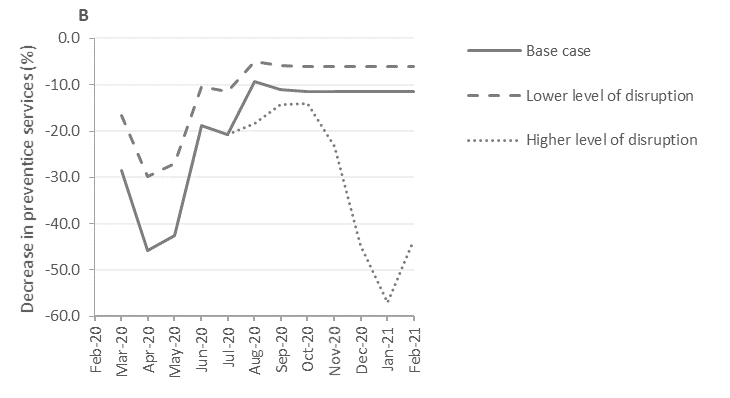 B
Decrease in preventice services (%)
0.0
-10.0
-20.0
-30.0
-40.0
-50.0
-60.0
Feb-20
Mar-20
Apr-20
May-20
Jun-20
Jul-20
Aug-20
Sep-20
Oct-20
Nov-20
Dec-20
Jan-21
Feb-21
Base case
Lower level of disruption
Higher level of disruption